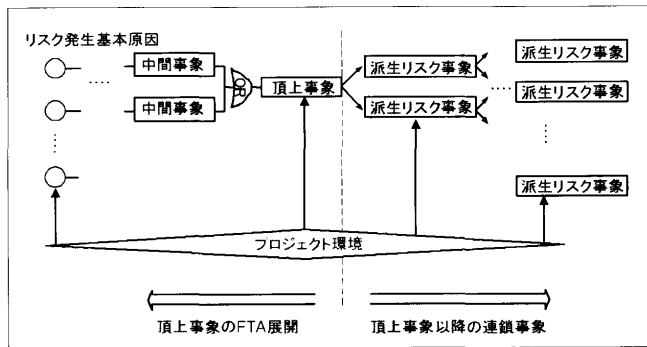 リスク発生基本原因
中間事象
中間事象
OR
頂上事象
派生リスク事象
派生リスク事象
派生リスク事象
派生リスク事象
派生リスク事象
プロジェクト環境
頂上事象のFTA展開
頂上事象以降の連鎖事象